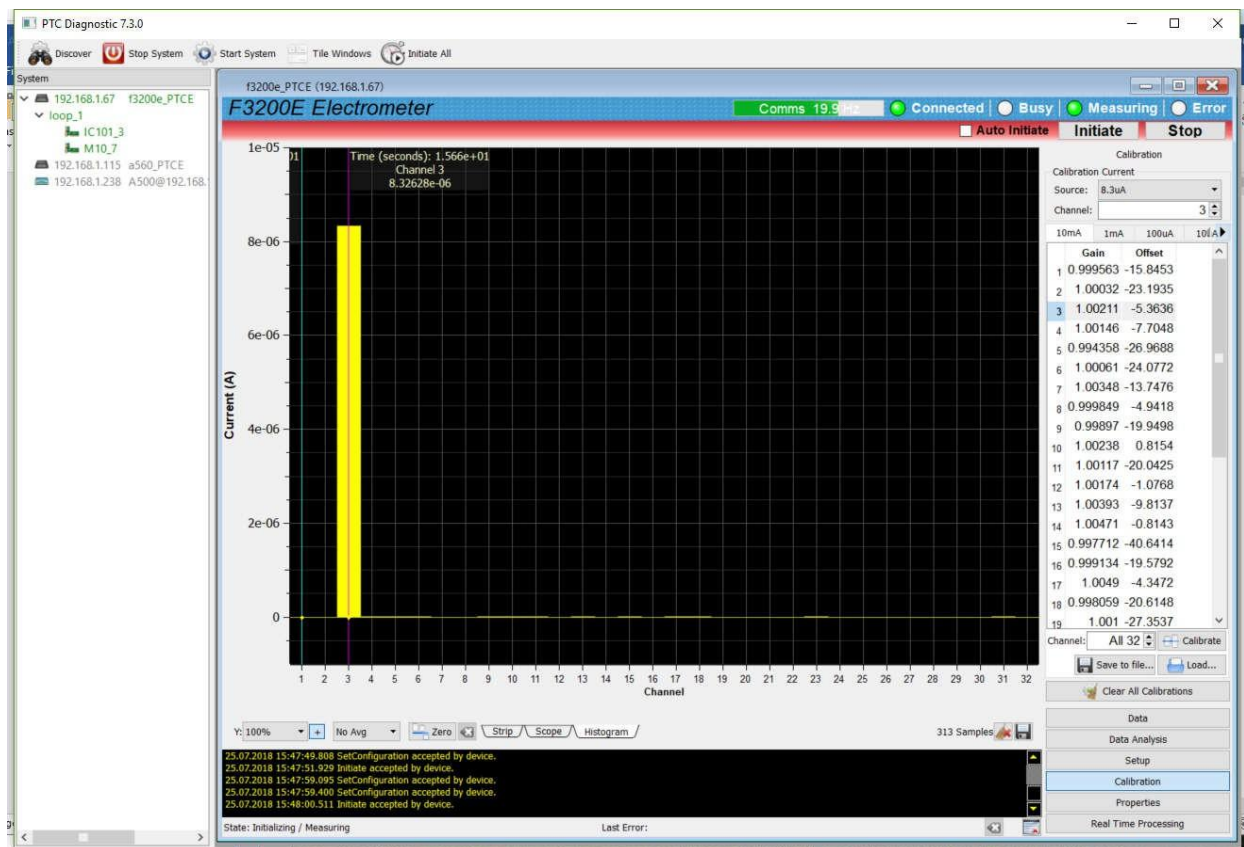 PTC Diagnostic 7.3.0
Discover Stop System Start System Tile Windows Initiate All
System
192.168.1.67 f3200e_PTCE
loop_1
IC101_3
M10_7
192.168.1.115 a560_PTCE
192.168.1.238 A500@192.168.
f3200e_PTCE (192.168.1.67)
F3200E Electrometer
Comms 19.9 Hz Connected Busy Measuring Error
Auto Initiate Initiate Stop
Time (seconds): 1.566e+01
Channel 3
8.32628e-06
1e-05
8e-06
6e-06
4e-06
2e-06
0
Current (A)
1 2 3 4 5 6 7 8 9 10 11 12 13 14 15 16 17 18 19 20 21 22 23 24 25 26 27 28 29 30 31 32
Channel
Calibration
Calibration Current
Source: 8.3uA
Channel: 3
10mA 1mA 100uA
Gain Offset
1 0.999563 -15.8453
2 1.00032 -23.1935
3 1.00211 -5.3636
4 1.00146 -7.7048
5 0.994358 -26.9688
6 1.00061 -24.0772
7 1.00348 -13.7476
8 0.999849 -4.9418
9 0.99897 -19.9498
10 1.00238 0.8154
11 1.00117 -20.0425
12 1.00174 -1.0768
13 1.00393 -9.8137
14 1.00471 -0.8143
15 0.997712 -40.6414
16 0.999134 -19.5792
17 1.0049 -4.3472
18 0.998059 -20.6148
19 1.001 -27.3537
Channel: All 32 Calibrate
Save to file... Load...
Clear All Calibrations
Data
Data Analysis
Setup
Calibration
Properties
Real Time Processing
Y: 100% + No Avg Zero Strip Scope Histogram 313 Samples
25.07.2018 15:47:49.808 SetConfiguration accepted by device.
25.07.2018 15:47:51.929 Initiate accepted by device.
25.07.2018 15:47:59.095 SetConfiguration accepted by device.
25.07.2018 15:47:59.400 SetConfiguration accepted by device.
25.07.2018 15:48:00.511 Initiate accepted by device.
State: Initializing / Measuring Last Error: